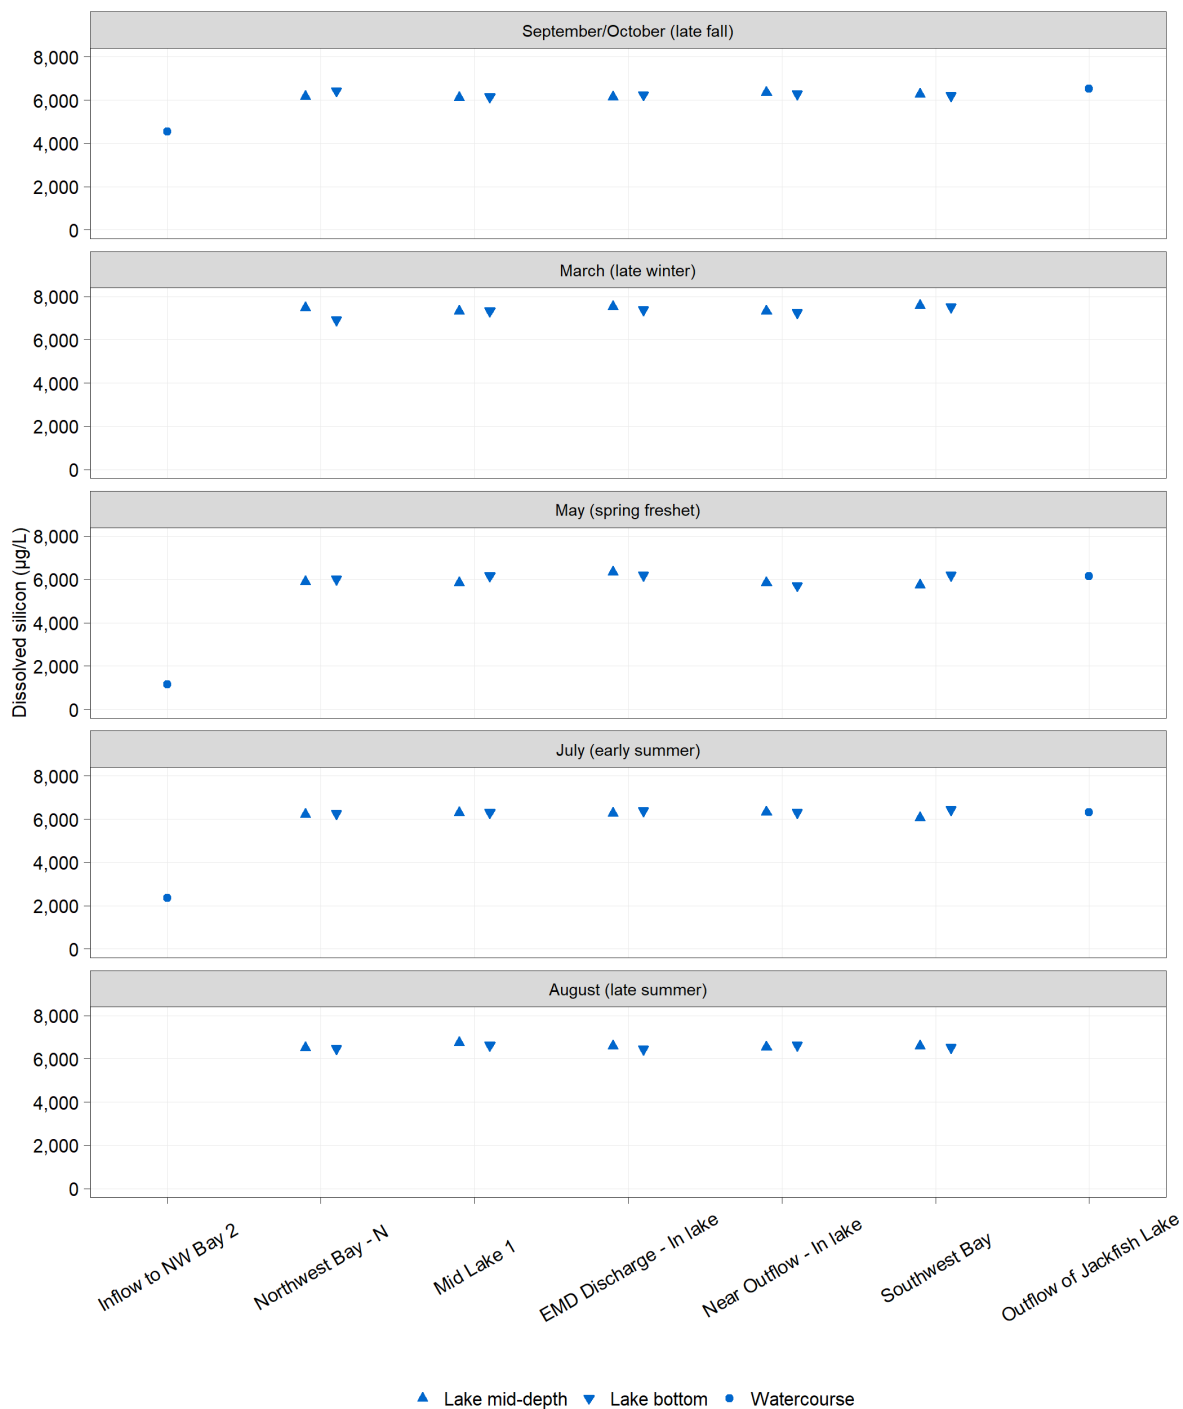 September/October (late fall)
8,000
6,000
4,000
2,000
0
March (late winter)
8,000
6,000
4,000
2,000
0
May (spring freshet)
8,000
6,000
4,000
2,000
0
July (early summer)
8,000
6,000
4,000
2,000
0
August (late summer)
8,000
6,000
4,000
2,000
0
Dissolved silicon (µg/L)
Inflow to NW Bay 2
Northwest Bay - N
Mid Lake 1
EMD Discharge - In lake
Near Outflow - In lake
Southwest Bay
Outflow of Jackfish Lake
Lake mid-depth Lake bottom Watercourse